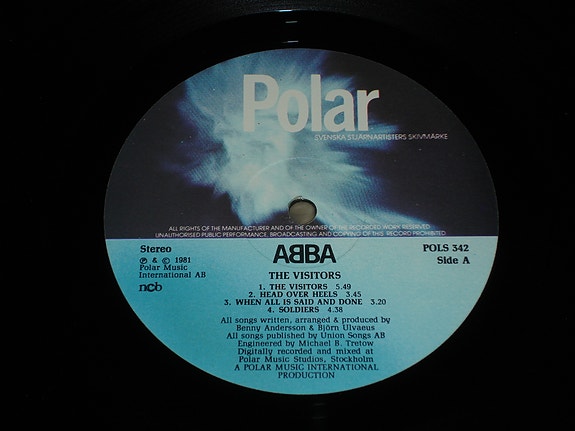 Polar
SVENSKA STJÄRNARTISTERS SKIVMÄRKE
ALL RIGHTS OF THE MANUFACTURER AND OF THE OWNER OF THE RECORDED WORK RESERVED
UNAUTHORISED PUBLIC PERFORMANCE, BROADCASTING AND COPYING OF THIS RECORD PROHIBITED
Stereo
℗ & © 1981
Polar Music
International AB
ncb
ABBA
POLS 342
Side A
THE VISITORS
1. THE VISITORS 5.49
2. HEAD OVER HEELS 3.45
3. WHEN ALL IS SAID AND DONE 3.20
4. SOLDIERS 4.38
All songs written, arranged & produced by
Benny Andersson & Björn Ulvaeus
All songs published by Union Songs AB
Engineered by Michael B. Tretow
Digitally recorded and mixed at
Polar Music Studios, Stockholm
A POLAR MUSIC INTERNATIONAL
PRODUCTION